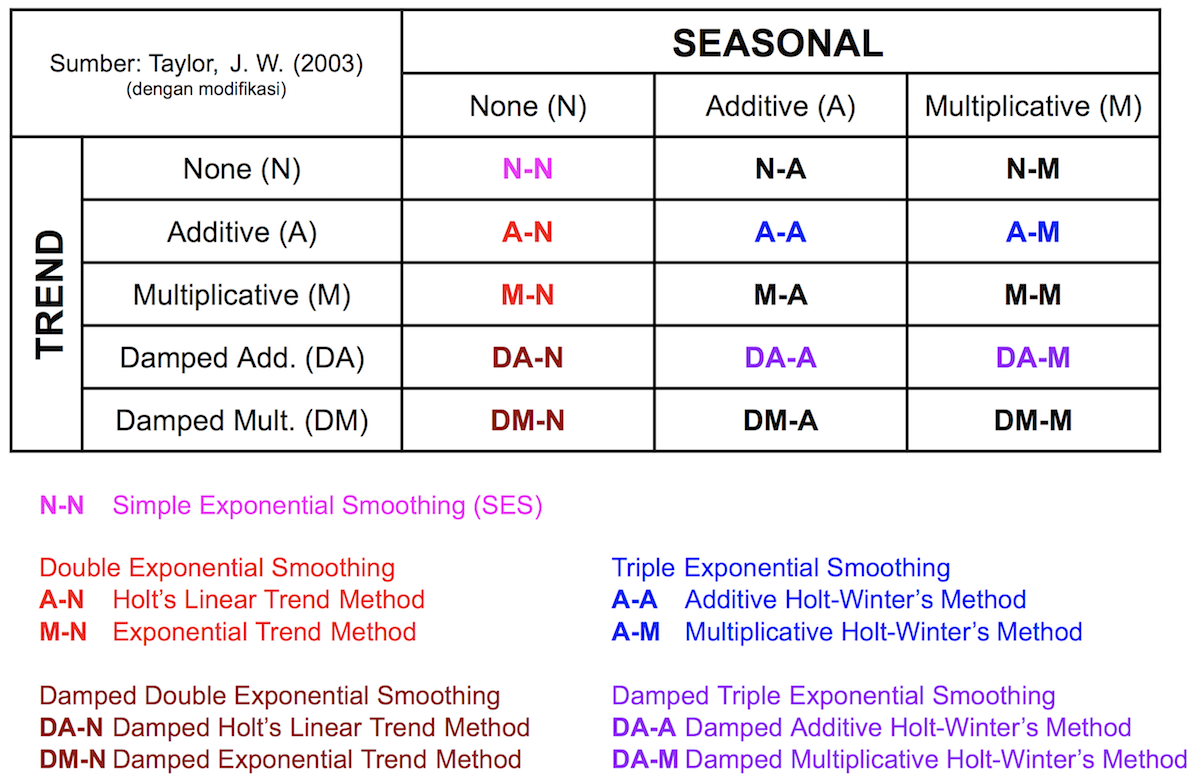 Sumber: Taylor, J. W. (2003)
(dengan modifikasi)
SEASONAL
None (N) Additive (A) Multiplicative (M)
TREND
None (N) N-N N-A N-M
Additive (A) A-N A-A A-M
Multiplicative (M) M-N M-A M-M
Damped Add. (DA) DA-N DA-A DA-M
Damped Mult. (DM) DM-N DM-A DM-M
N-N Simple Exponential Smoothing (SES)
Double Exponential Smoothing
A-N Holt's Linear Trend Method
M-N Exponential Trend Method
Triple Exponential Smoothing
A-A Additive Holt-Winter's Method
A-M Multiplicative Holt-Winter's Method
Damped Double Exponential Smoothing
DA-N Damped Holt's Linear Trend Method
DM-N Damped Exponential Trend Method
Damped Triple Exponential Smoothing
DA-A Damped Additive Holt-Winter's Method
DA-M Damped Multiplicative Holt-Winter's Method